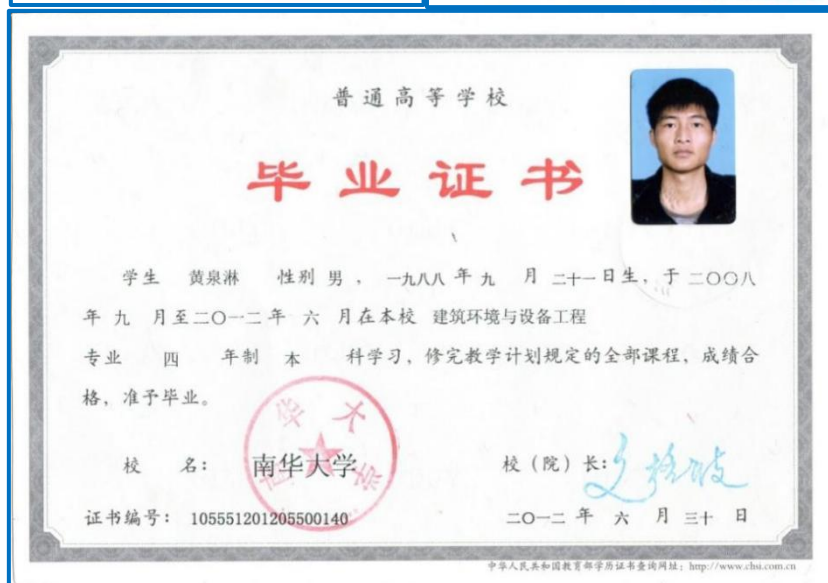 普通高等学校
毕业证书
学生 黄泉淋 性别 男 , 一九八八 年 九 月 二十一 日生, 于 二〇〇八
年 九 月至 二〇一二 年 六 月在本校 建筑环境与设备工程
专业 四 年制 本 科学习, 修完教学计划规定的全部课程, 成绩合
格, 准予毕业。
校 名: 南华大学 校(院)长:
证书编号: 105551201205500140 二〇一二 年 六 月 三十 日
中华人民共和国教育部学历证书查询网址: http://www.chsi.com.cn